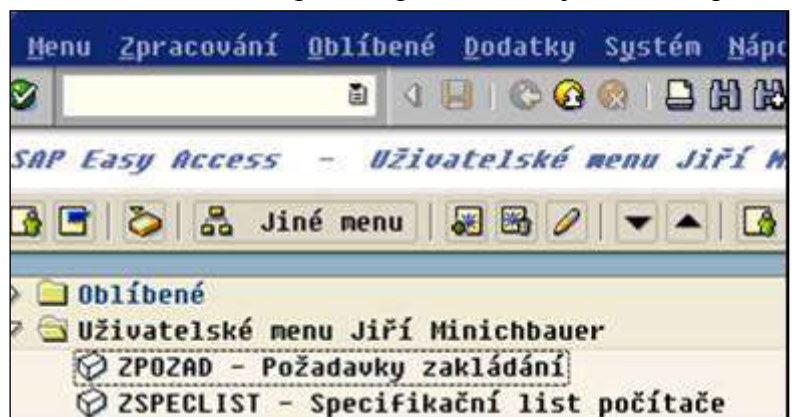 Menu Zpracování Oblíbené Dodatky Systém
SAP Easy Access - Uživatelské menu Jiří
Jiné menu
Oblíbené
Uživatelské menu Jiří Minichbauer
ZPOZAD - Požadavky zakládání
ZSPECLIST - Specifikační list počítače